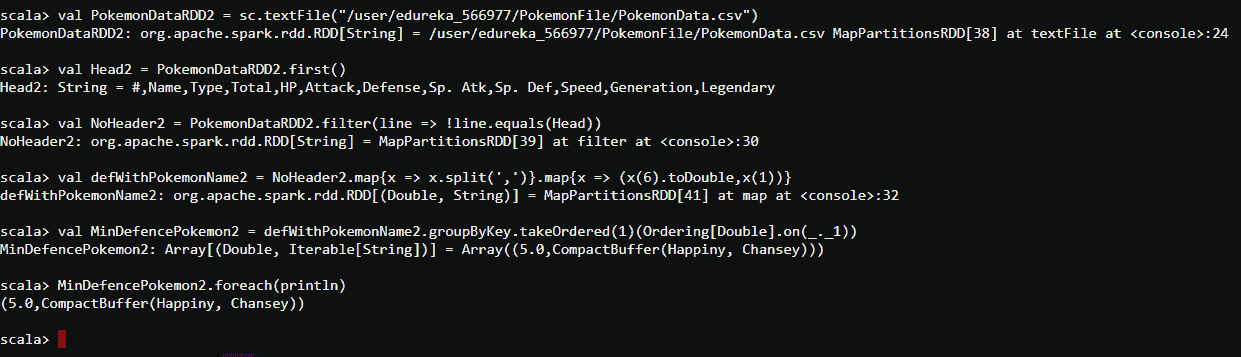 scala> val PokemonDataRDD2 = sc.textFile("/user/edureka_566977/PokemonFile/PokemonData.csv")
PokemonDataRDD2: org.apache.spark.rdd.RDD[String] = /user/edureka_566977/PokemonFile/PokemonData.csv MapPartitionsRDD[38] at textFile at <console>:24
scala> val Head2 = PokemonDataRDD2.first()
Head2: String = #,Name,Type,Total,HP,Attack,Defense,Sp. Atk,Sp. Def,Speed,Generation,Legendary
scala> val NoHeader2 = PokemonDataRDD2.filter(line => !line.equals(Head))
NoHeader2: org.apache.spark.rdd.RDD[String] = MapPartitionsRDD[39] at filter at <console>:30
scala> val defWithPokemonName2 = NoHeader2.map{x => x.split(',')}.map{x => (x(6).toDouble,x(1))}
defWithPokemonName2: org.apache.spark.rdd.RDD[(Double, String)] = MapPartitionsRDD[41] at map at <console>:32
scala> val MinDefencePokemon2 = defWithPokemonName2.groupByKey.takeOrdered(1)(Ordering[Double].on(_._1))
MinDefencePokemon2: Array[(Double, Iterable[String])] = Array((5.0,CompactBuffer(Happiny, Chansey)))
scala> MinDefencePokemon2.foreach(println)
(5.0,CompactBuffer(Happiny, Chansey))
scala>